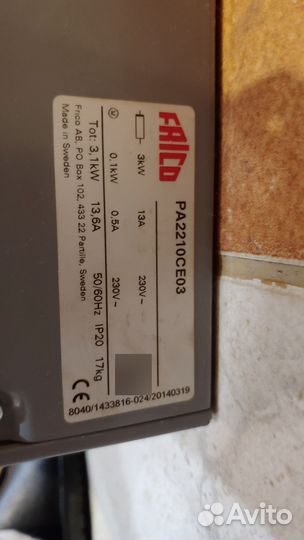 FRICO
PA2210CE03
3kW 13A 230V~
M 0.1kW 0,5A 230V~
Tot: 3,1kW 13,6A 50/60Hz IP20 17kg
Frico AB, PO Box 102, 433 22 Partille, Sweden
Made in Sweden
CE
8040/1433816-024/20140319
Avito